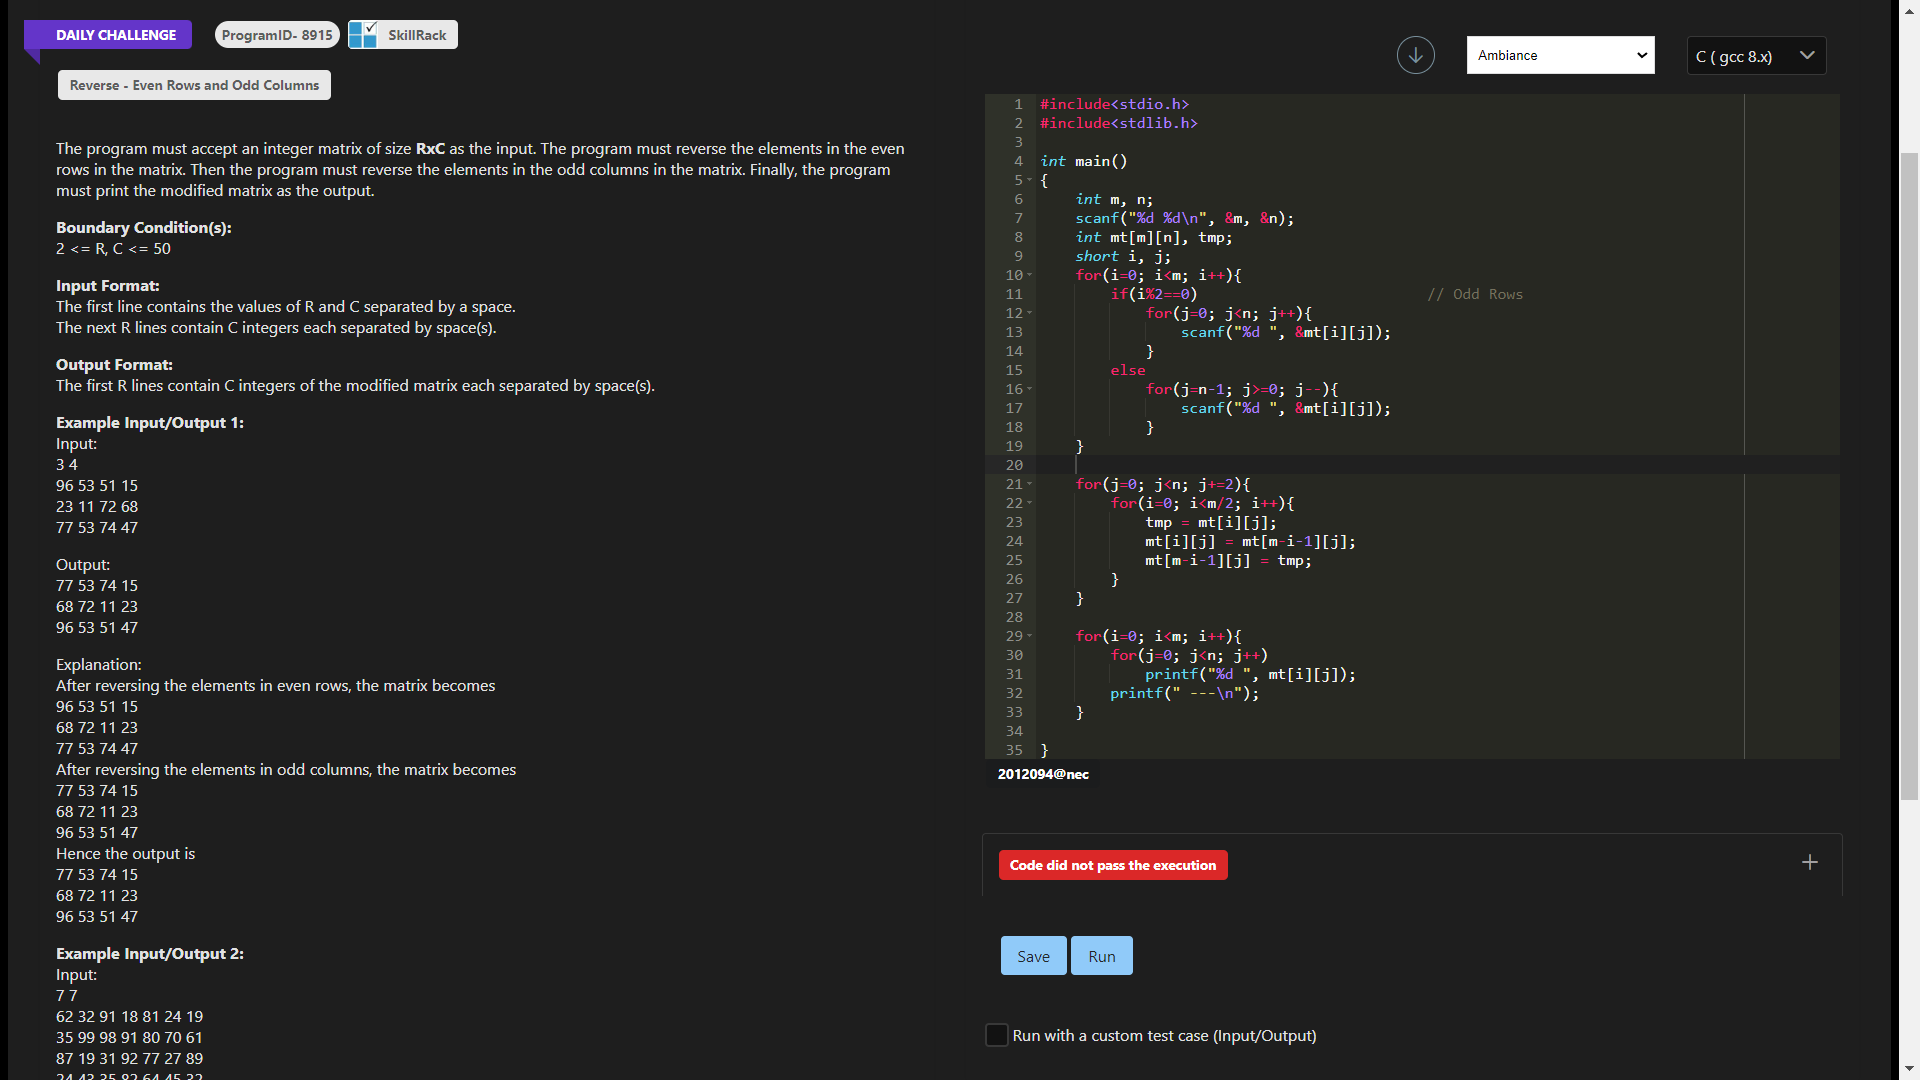 DAILY CHALLENGE
ProgramID- 8915
SkillRack
Reverse - Even Rows and Odd Columns
The program must accept an integer matrix of size RxC as the input. The program must reverse the elements in the even
rows in the matrix. Then the program must reverse the elements in the odd columns in the matrix. Finally, the program
must print the modified matrix as the output.
Boundary Condition(s):
2 <= R, C <= 50
Input Format:
The first line contains the values of R and C separated by a space.
The next R lines contain C integers each separated by space(s).
Output Format:
The first R lines contain C integers of the modified matrix each separated by space(s).
Example Input/Output 1:
Input:
3 4
96 53 51 15
23 11 72 68
77 53 74 47
Output:
77 53 74 15
68 72 11 23
96 53 51 47
Explanation:
After reversing the elements in even rows, the matrix becomes
96 53 51 15
68 72 11 23
77 53 74 47
After reversing the elements in odd columns, the matrix becomes
77 53 74 15
68 72 11 23
96 53 51 47
Hence the output is
77 53 74 15
68 72 11 23
96 53 51 47
Example Input/Output 2:
Input:
7 7
62 32 91 18 81 24 19
35 99 98 91 80 70 61
87 19 31 92 77 27 89
24 43 35 82 64 45 32
Ambiance
C ( gcc 8.x)
1 #include<stdio.h>
2 #include<stdlib.h>
3
4 int main()
5 {
6     int m, n;
7     scanf("%d %d\n", &m, &n);
8     int mt[m][n], tmp;
9     short i, j;
10     for(i=0; i<m; i++){
11         if(i%2==0)                          // Odd Rows
12             for(j=0; j<n; j++){
13                 scanf("%d ", &mt[i][j]);
14             }
15         else
16             for(j=n-1; j>=0; j--){
17                 scanf("%d ", &mt[i][j]);
18             }
19     }
20
21     for(j=0; j<n; j+=2){
22         for(i=0; i<m/2; i++){
23             tmp = mt[i][j];
24             mt[i][j] = mt[m-i-1][j];
25             mt[m-i-1][j] = tmp;
26         }
27     }
28
29     for(i=0; i<m; i++){
30         for(j=0; j<n; j++)
31             printf("%d ", mt[i][j]);
32         printf(" ---\n");
33     }
34
35 }
2012094@nec
Code did not pass the execution
Save
Run
Run with a custom test case (Input/Output)